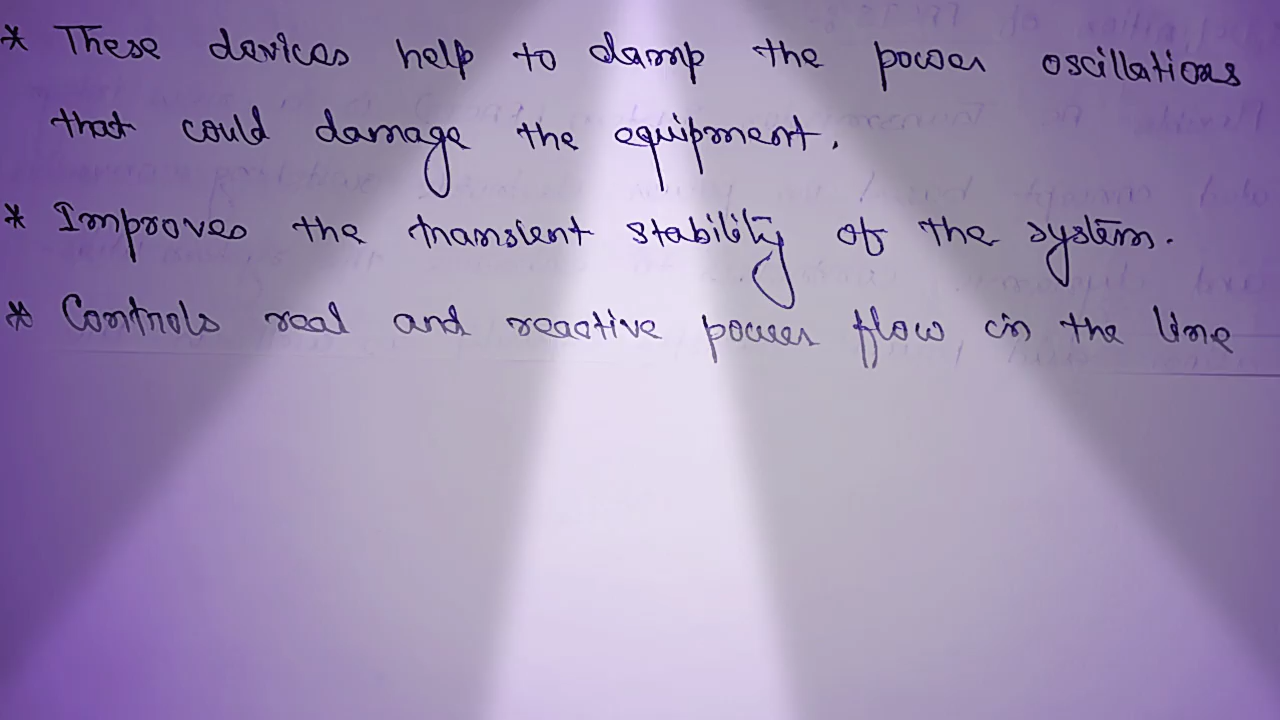 * These devices help to damp the power oscillations
that could damage the equipment.
* Improves the transient stability of the system.
* Controls real and reactive power flow in the line